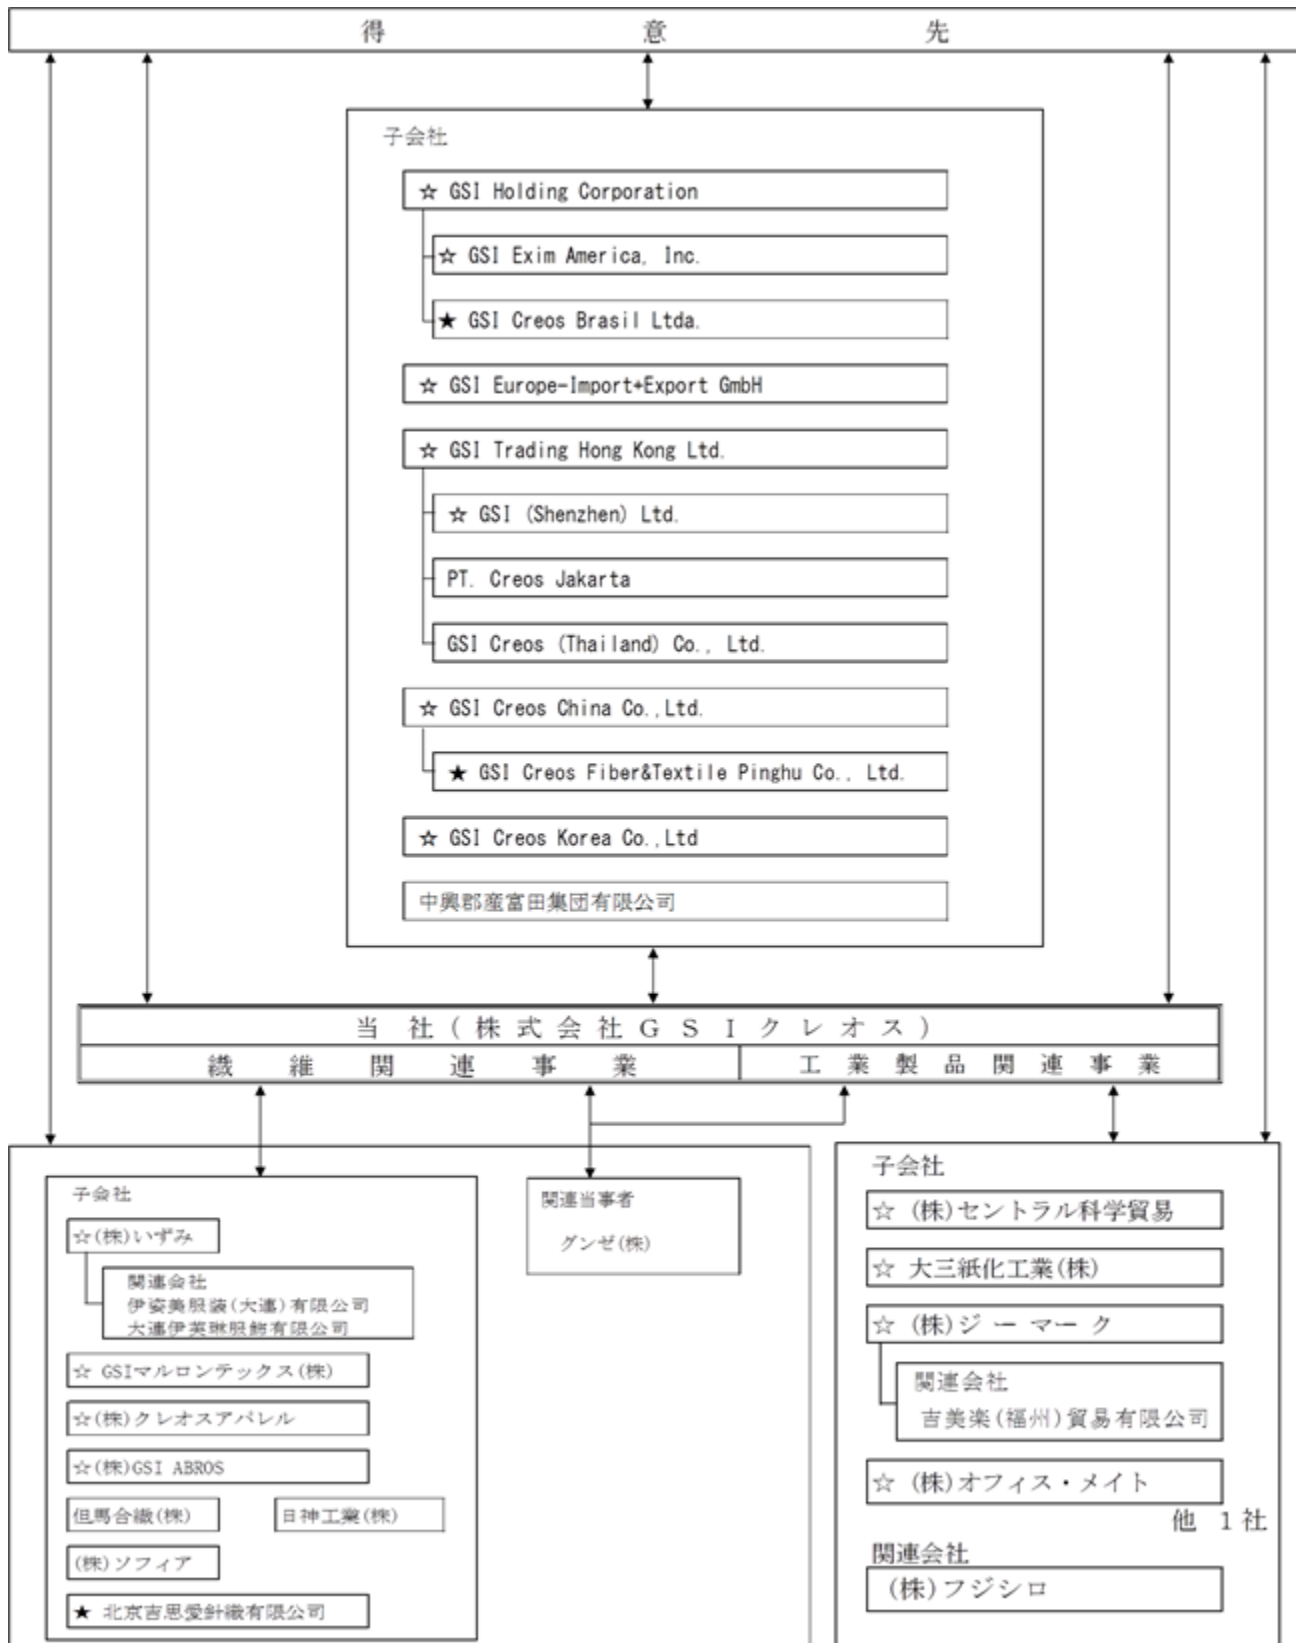 得意先
子会社
☆ GSI Holding Corporation
☆ GSI Exim America, Inc.
★ GSI Creos Brasil Ltda.
☆ GSI Europe-Import+Export GmbH
☆ GSI Trading Hong Kong Ltd.
☆ GSI (Shenzhen) Ltd.
PT. Creos Jakarta
GSI Creos (Thailand) Co., Ltd.
☆ GSI Creos China Co.,Ltd.
★ GSI Creos Fiber&Textile Pinghu Co., Ltd.
☆ GSI Creos Korea Co.,Ltd
中興郡産富田集団有限公司
当社(株式会社GSIクレオス)
繊維関連事業
工業製品関連事業
子会社
☆(株)いずみ
関連会社
伊姿美服装(大連)有限公司
大連伊英琳服飾有限公司
☆ GSIマルロンテックス(株)
☆(株)クレオスアパレル
☆(株)GSI ABROS
但馬合繊(株)
日神工業(株)
(株)ソフィア
★ 北京吉思愛針織有限公司
関連当事者
グンゼ(株)
子会社
☆ (株)セントラル科学貿易
☆ 大三紙化工業(株)
☆ (株)ジーマーク
関連会社
吉美楽(福州)貿易有限公司
☆ (株)オフィス・メイト
他 1社
関連会社
(株)フジシロ